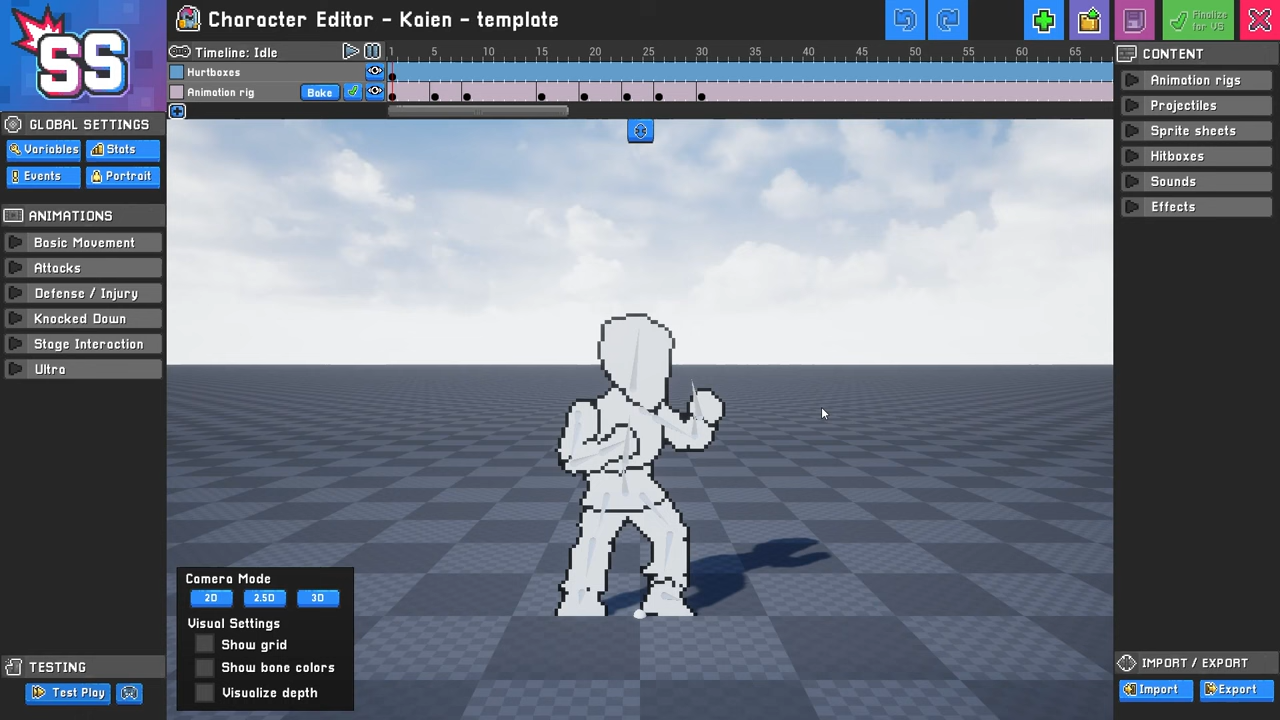 SS
Character Editor - Kaien - template
Finalize
for VS
Timeline: Idle
1 5 10 15 20 25 30 35 40 45 50 55 60 65
Hurtboxes
Animation rig
Bake
GLOBAL SETTINGS
Variables
Stats
Events
Portrait
ANIMATIONS
Basic Movement
Attacks
Defense / Injury
Knocked Down
Stage Interaction
Ultra
TESTING
Test Play
Camera Mode
2D
2.5D
3D
Visual Settings
Show grid
Show bone colors
Visualize depth
CONTENT
Animation rigs
Projectiles
Sprite sheets
Hitboxes
Sounds
Effects
IMPORT / EXPORT
Import
Export